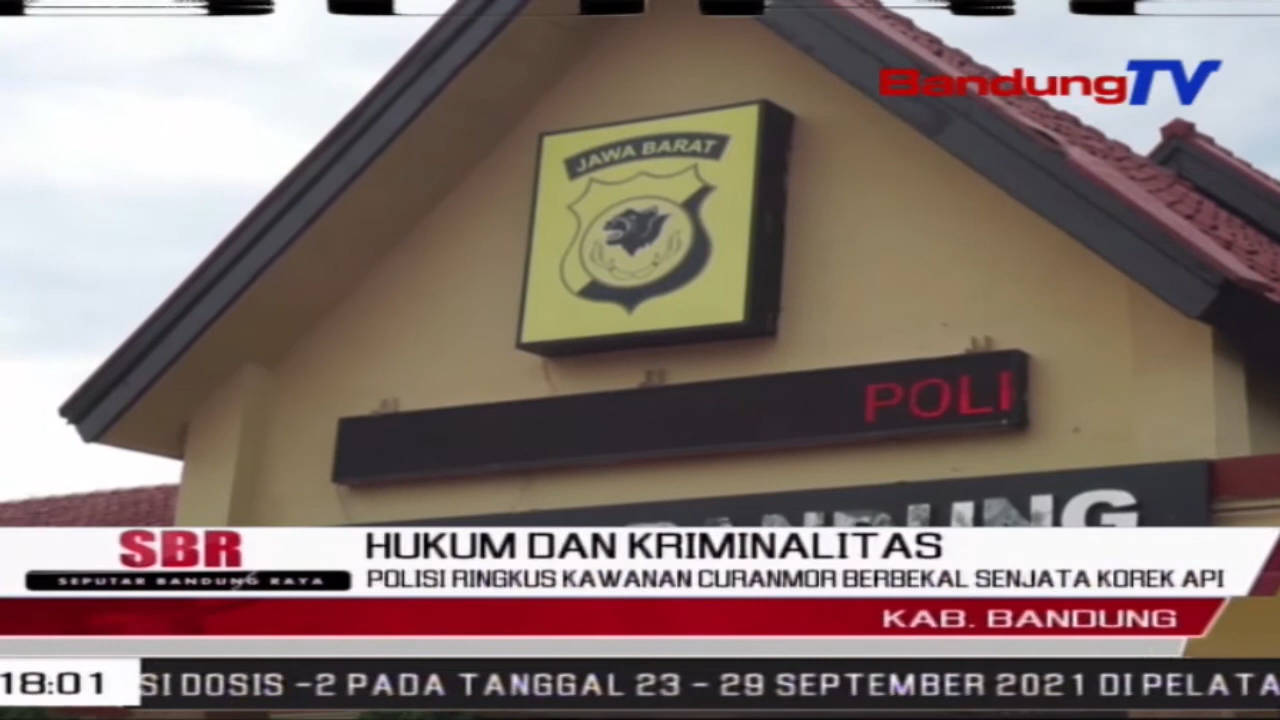 BandungTV
JAWA BARAT
POLI
BANDUNG
SBR
SEPUTAR BANDUNG RAYA
HUKUM DAN KRIMINALITAS
POLISI RINGKUS KAWANAN CURANMOR BERBEKAL SENJATA KOREK API
KAB. BANDUNG
18:01
SI DOSIS -2 PADA TANGGAL 23 - 29 SEPTEMBER 2021 DI PELATA